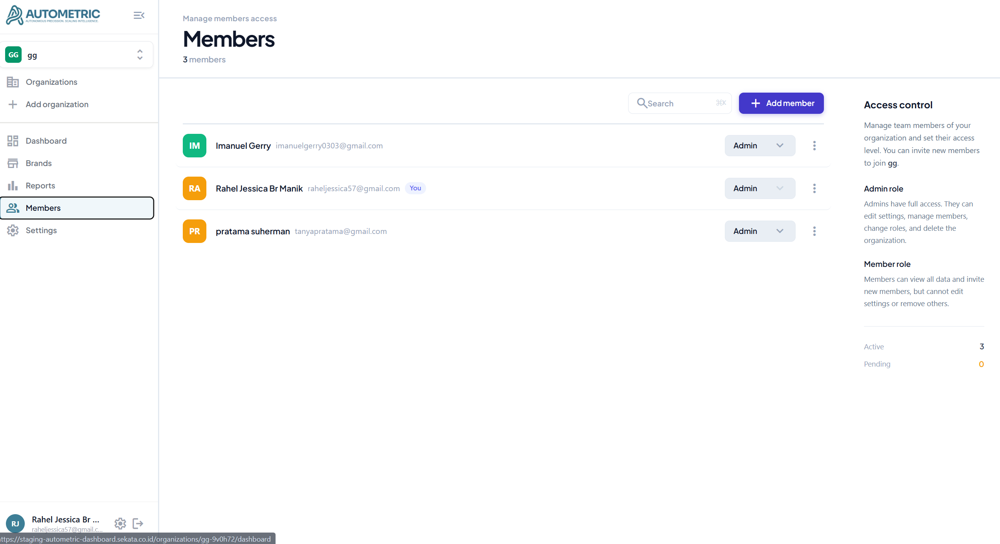 AUTOMETRIC
AUTONOMOUS PRECISION. SCALING INTELLIGENCE.
GG
gg
Organizations
Add organization
Dashboard
Brands
Reports
Members
Settings
RJ
Rahel Jessica Br ...
raheljessica57@gmail.c...
ttps://staging-autometric-dashboard.sekata.co.id/organizations/gg-9v0h72/dashboard
Manage members access
Members
3 members
Search
⌘K
Add member
IM
Imanuel Gerry imanuelgerry0303@gmail.com
Admin
RA
Rahel Jessica Br Manik raheljessica57@gmail.com You
Admin
PR
pratama suherman tanyapratama@gmail.com
Admin
Access control
Manage team members of your
organization and set their access
level. You can invite new members
to join gg.
Admin role
Admins have full access. They can
edit settings, manage members,
change roles, and delete the
organization.
Member role
Members can view all data and invite
new members, but cannot edit
settings or remove others.
Active 3
Pending 0